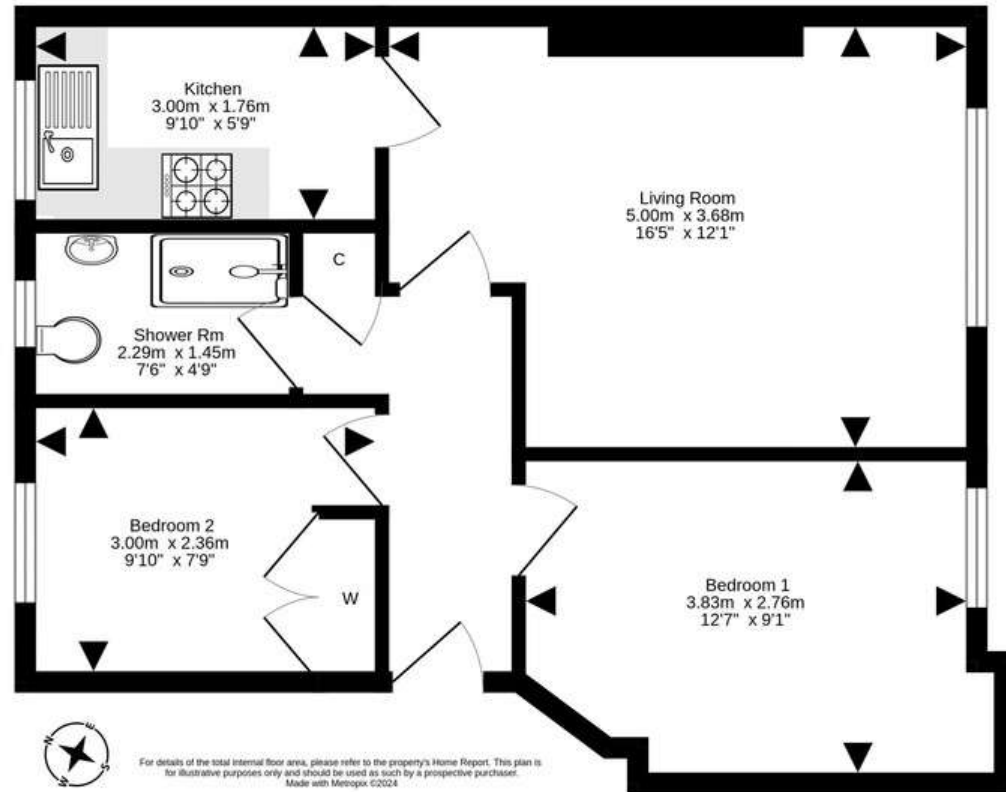 Kitchen
3.00m x 1.76m
9'10" x 5'9"
Living Room
5.00m x 3.68m
16'5" x 12'1"
C
Shower Rm
2.29m x 1.45m
7'6" x 4'9"
Bedroom 2
3.00m x 2.36m
9'10" x 7'9"
W
Bedroom 1
3.83m x 2.76m
12'7" x 9'1"
N
E
S
W
For details of the total internal floor area, please refer to the property's Home Report. This plan is
for illustrative purposes only and should be used as such by a prospective purchaser.
Made with Metropix ©2024